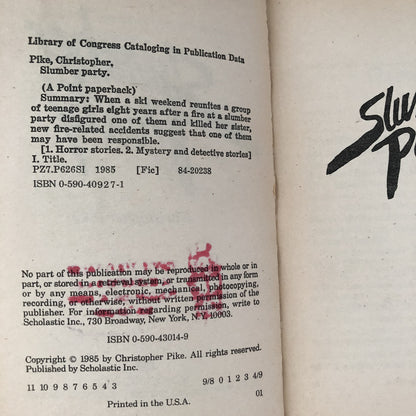 Library of Congress Cataloging in Publication Data
Pike, Christopher,
Slumber party.
(A Point paperback)
Summary: When a ski weekend reunites a group
of teenage girls eight years after a fire at a slumber
party disfigured one of them and killed her sister,
new fire-related accidents suggest that one of them
may have been responsible.
[1. Horror stories. 2. Mystery and detective stories]
I. Title.
PZ7.P626Sl 1985 [Fic] 84-20238
ISBN 0-590-40927-1
No part of this publication may be reproduced in whole or in
part, or stored in a retrieval system, or transmitted in any form
or by any means, electronic, mechanical, photocopying,
recording, or otherwise, without written permission of the
publisher. For information regarding permission, write to
Scholastic Inc., 730 Broadway, New York, N.Y. 10003.
ISBN 0-590-43014-9
Copyright © 1985 by Christopher Pike. All rights reserved.
Published by Scholastic Inc.
11 10 9 8 7 6 5 4 3 9/8 0 1 2 3 4/9
Printed in the U.S.A. 01